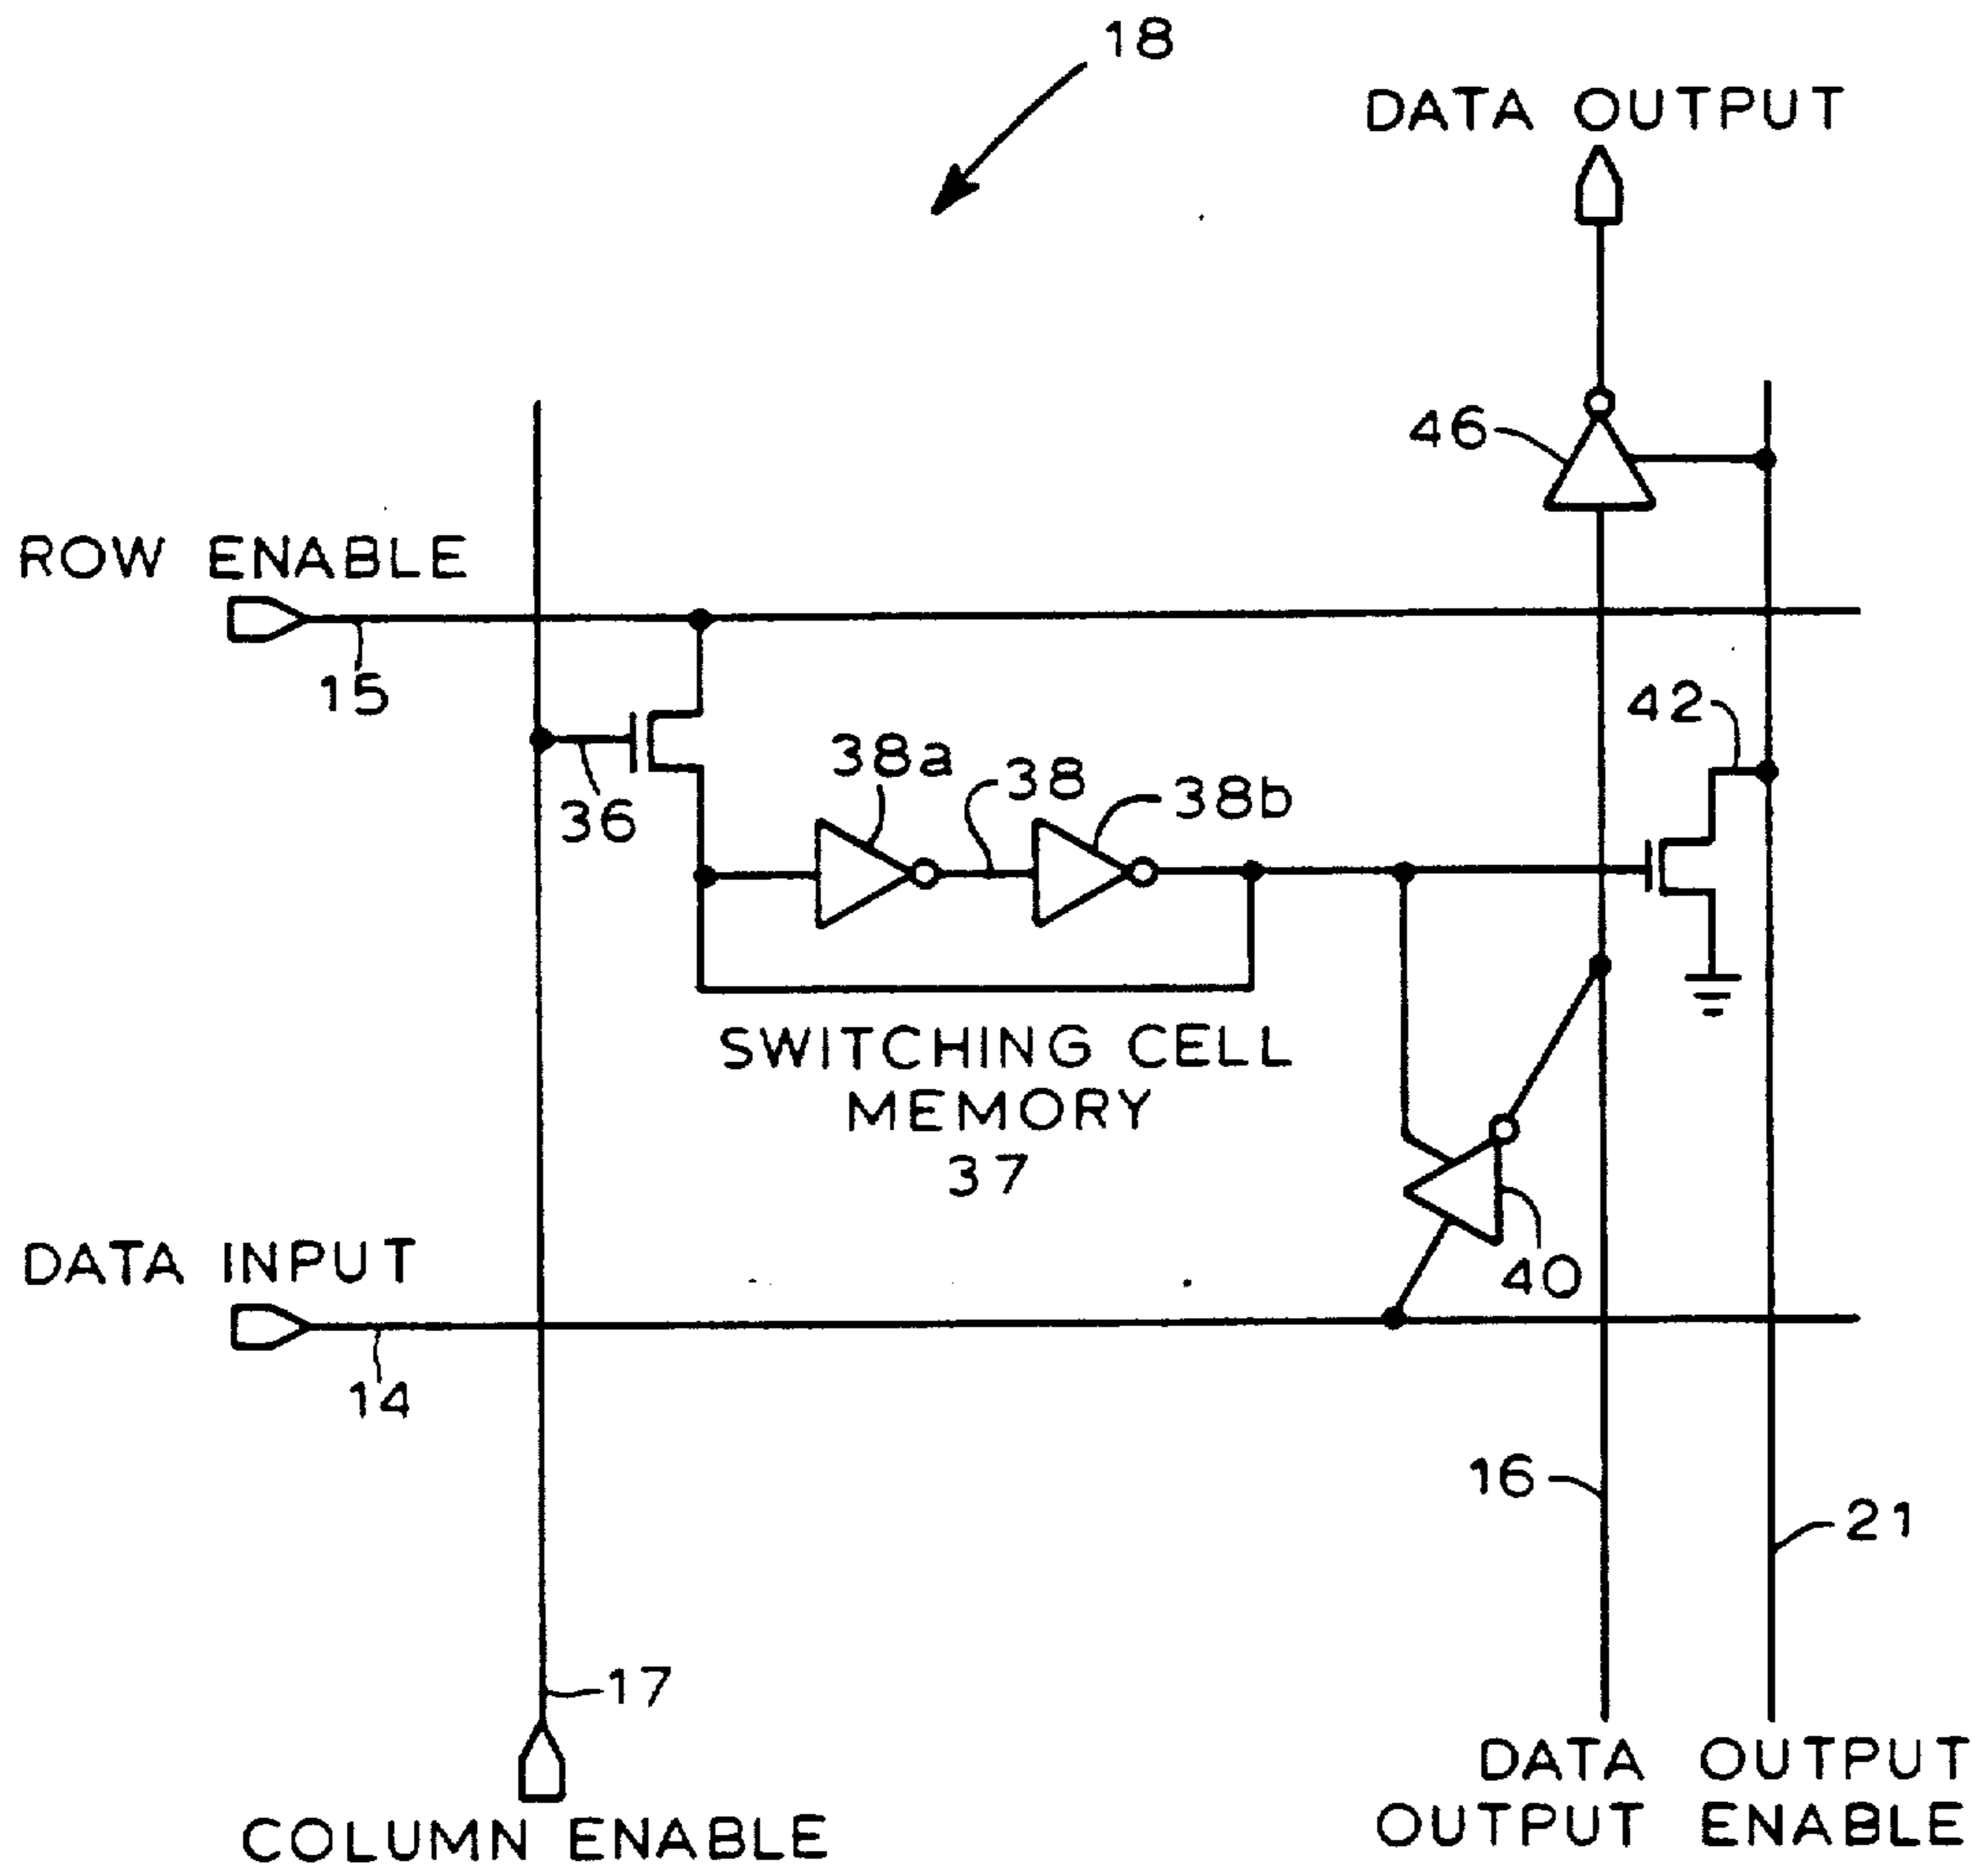 18
DATA OUTPUT
46
ROW ENABLE
15
42
38a
38
38b
36
SWITCHING CELL
MEMORY
37
DATA INPUT
40
14
16
21
17
DATA OUTPUT
OUTPUT ENABLE
COLUMN ENABLE